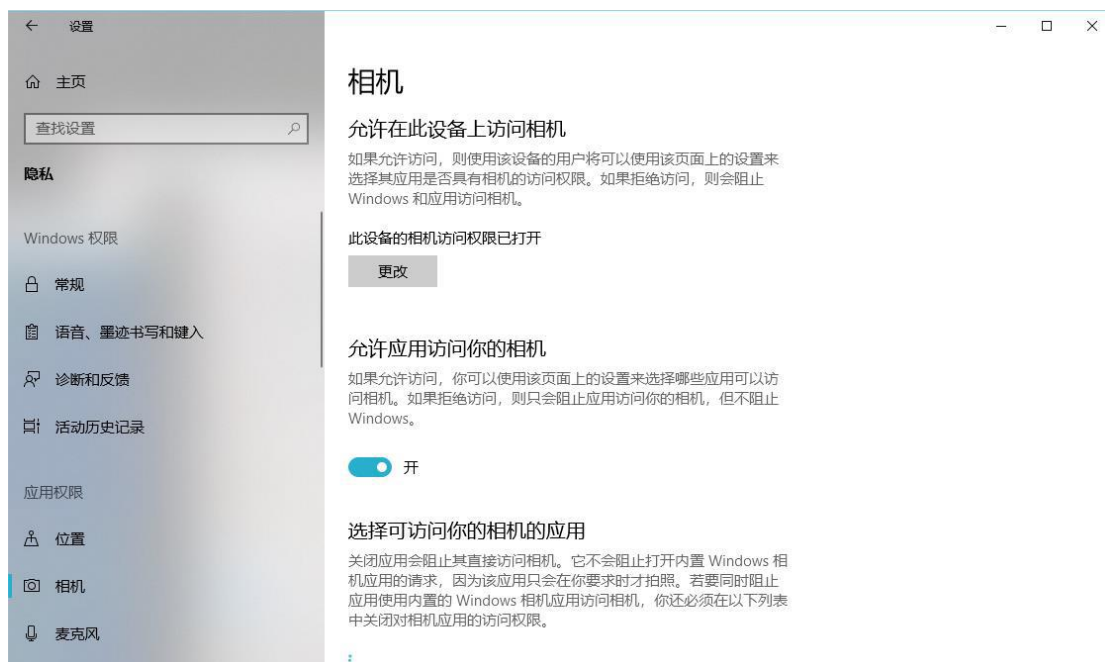 设置
主页
查找设置
隐私
Windows 权限
常规
语音、墨迹书写和键入
诊断和反馈
活动历史记录
应用权限
位置
相机
麦克风
相机
允许在此设备上访问相机
如果允许访问，则使用该设备的用户将可以使用该页面上的设置来
选择其应用是否具有相机的访问权限。如果拒绝访问，则会阻止
Windows 和应用访问相机。
此设备的相机访问权限已打开
更改
允许应用访问你的相机
如果允许访问，你可以使用该页面上的设置来选择哪些应用可以访
问相机。如果拒绝访问，则只会阻止应用访问你的相机，但不阻止
Windows。
开
选择可访问你的相机的应用
关闭应用会阻止其直接访问相机。它不会阻止打开内置 Windows 相
机应用的请求，因为该应用只会在你要求时才拍照。若要同时阻止
应用使用内置的 Windows 相机应用访问相机，你还必须在以下列表
中关闭对相机应用的访问权限。